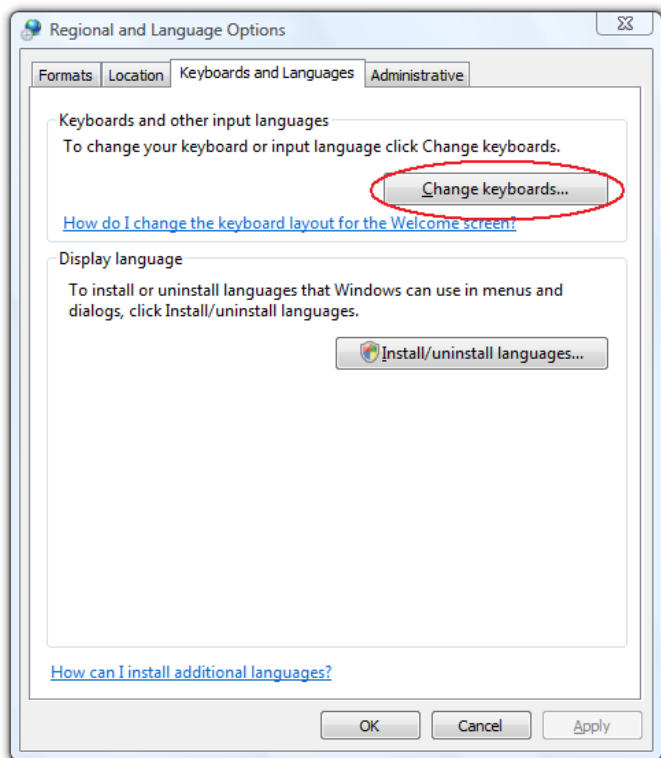 Regional and Language Options
Formats Location Keyboards and Languages Administrative
Keyboards and other input languages
To change your keyboard or input language click Change keyboards.
Change keyboards...
How do I change the keyboard layout for the Welcome screen?
Display language
To install or uninstall languages that Windows can use in menus and
dialogs, click Install/uninstall languages.
Install/uninstall languages...
How can I install additional languages?
OK Cancel Apply